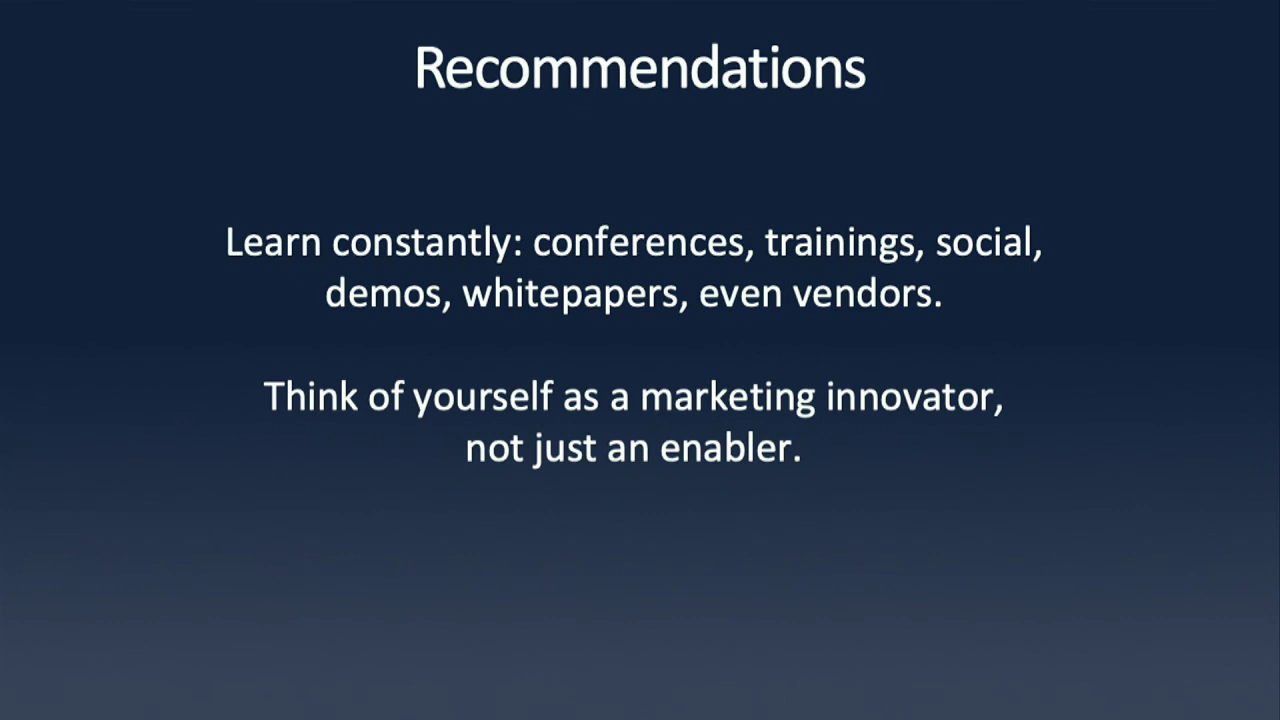 Recommendations
Learn constantly: conferences, trainings, social,
demos, whitepapers, even vendors.
Think of yourself as a marketing innovator,
not just an enabler.